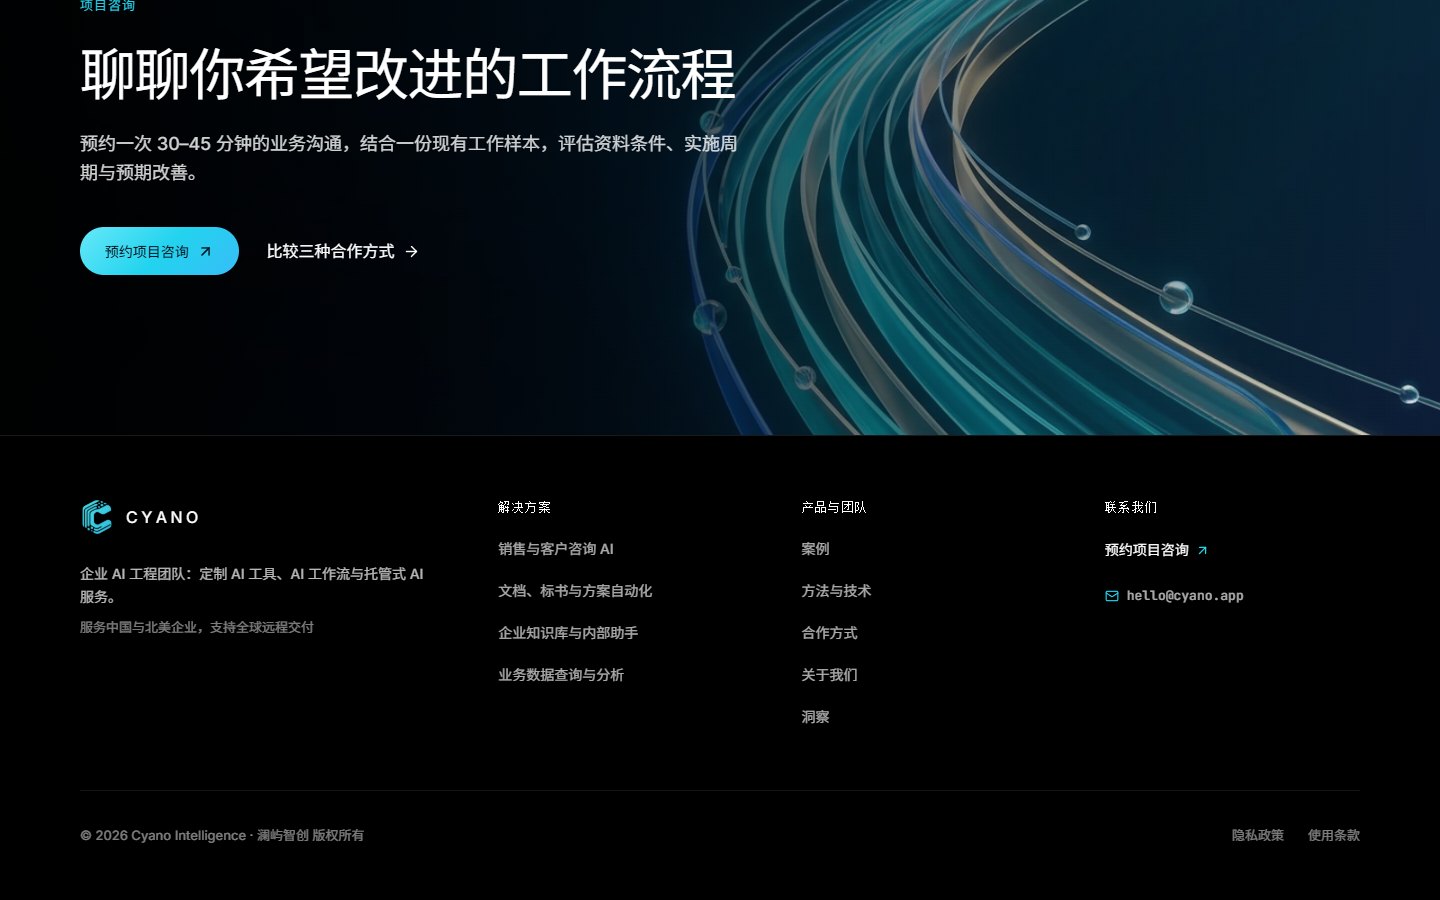 项目咨询
聊聊你希望改进的工作流程
预约一次 30–45 分钟的业务沟通，结合一份现有工作样本，评估资料条件、实施周
期与预期改善。
预约项目咨询
比较三种合作方式
CYANO
企业 AI 工程团队：定制 AI 工具、AI 工作流与托管式 AI
服务。
服务中国与北美企业，支持全球远程交付
解决方案
销售与客户咨询 AI
文档、标书与方案自动化
企业知识库与内部助手
业务数据查询与分析
产品与团队
案例
方法与技术
合作方式
关于我们
洞察
联系我们
预约项目咨询
hello@cyano.app
© 2026 Cyano Intelligence · 澜屿智创 版权所有
隐私政策
使用条款